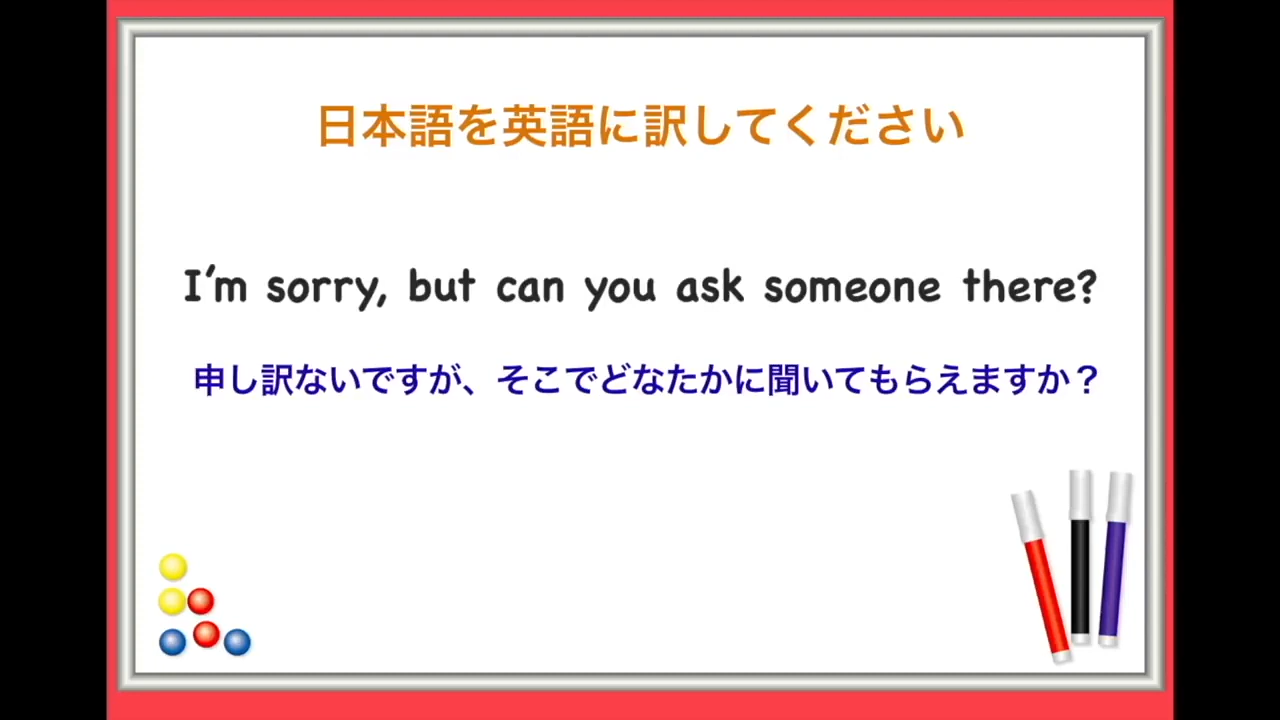 日本語を英語に訳してください
I'm sorry, but can you ask someone there?
申し訳ないですが、そこでどなたかに聞いてもらえますか？